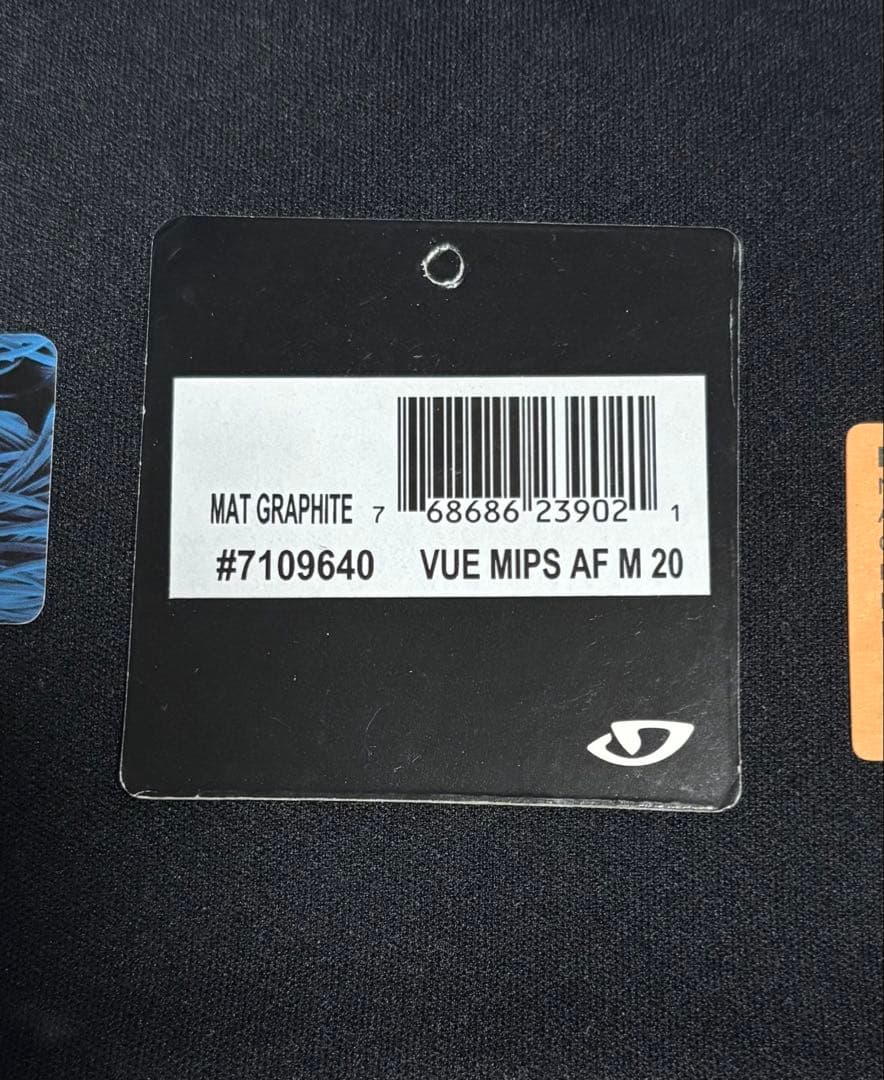 MAT GRAPHITE 7 68686 23902 1
#7109640 VUE MIPS AF M 20